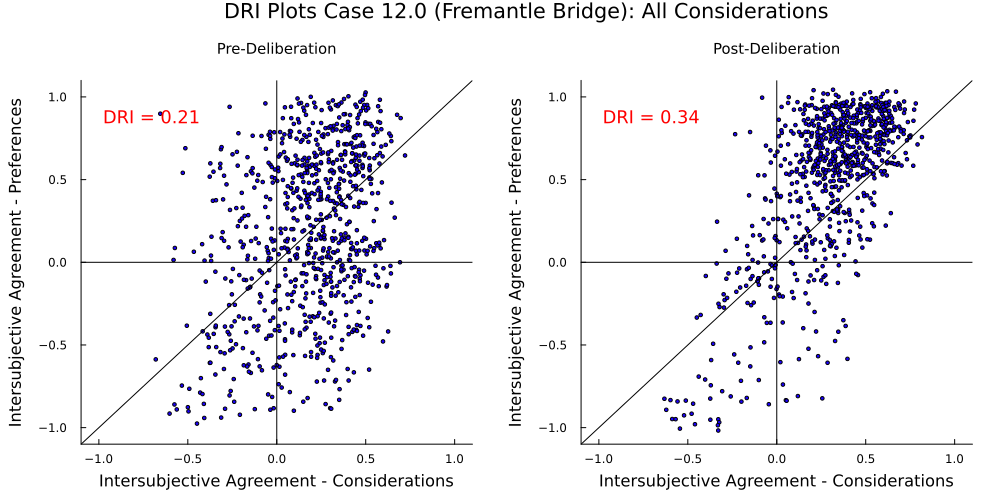 DRI Plots Case 12.0 (Fremantle Bridge): All Considerations
Pre-Deliberation
DRI = 0.21
Intersubjective Agreement - Preferences
1.0
0.5
0.0
−0.5
−1.0
−1.0 −0.5 0.0 0.5 1.0
Intersubjective Agreement - Considerations
Post-Deliberation
DRI = 0.34
Intersubjective Agreement - Preferences
1.0
0.5
0.0
−0.5
−1.0
−1.0 −0.5 0.0 0.5 1.0
Intersubjective Agreement - Considerations